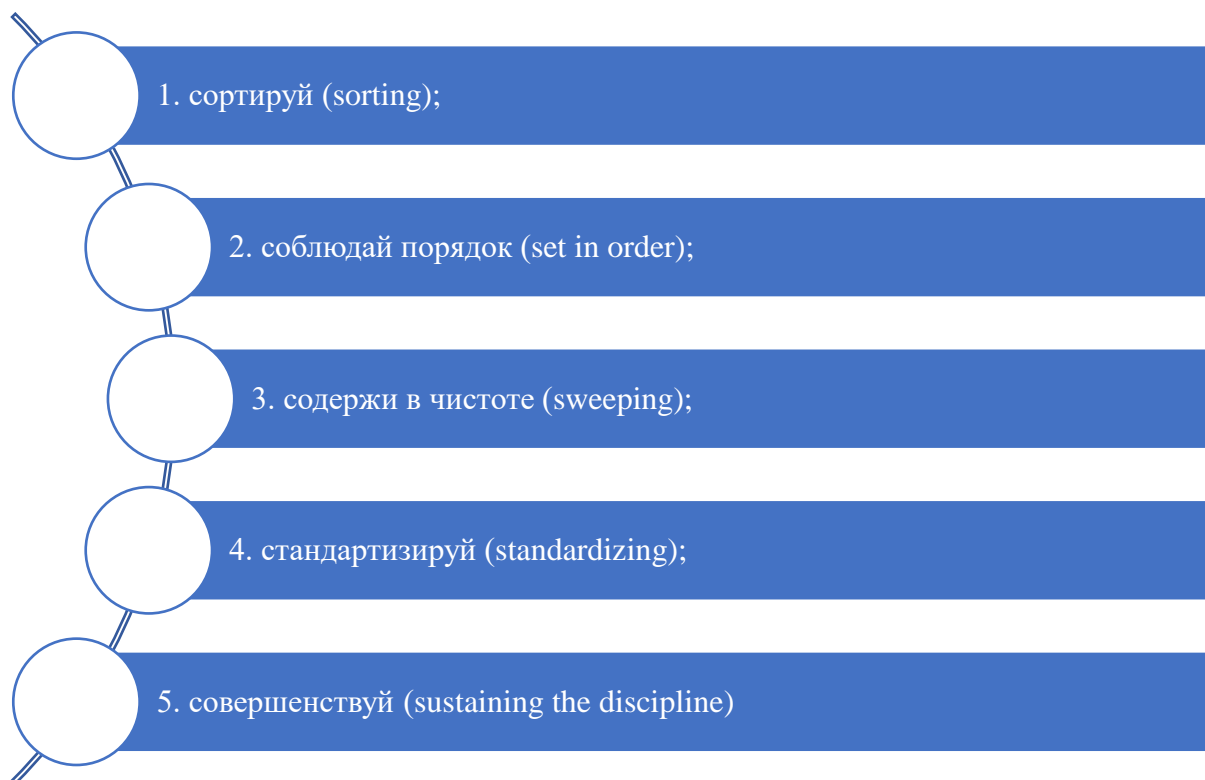 1. сортируй (sorting);
2. соблюдай порядок (set in order);
3. содержи в чистоте (sweeping);
4. стандартизируй (standardizing);
5. совершенствуй (sustaining the discipline)